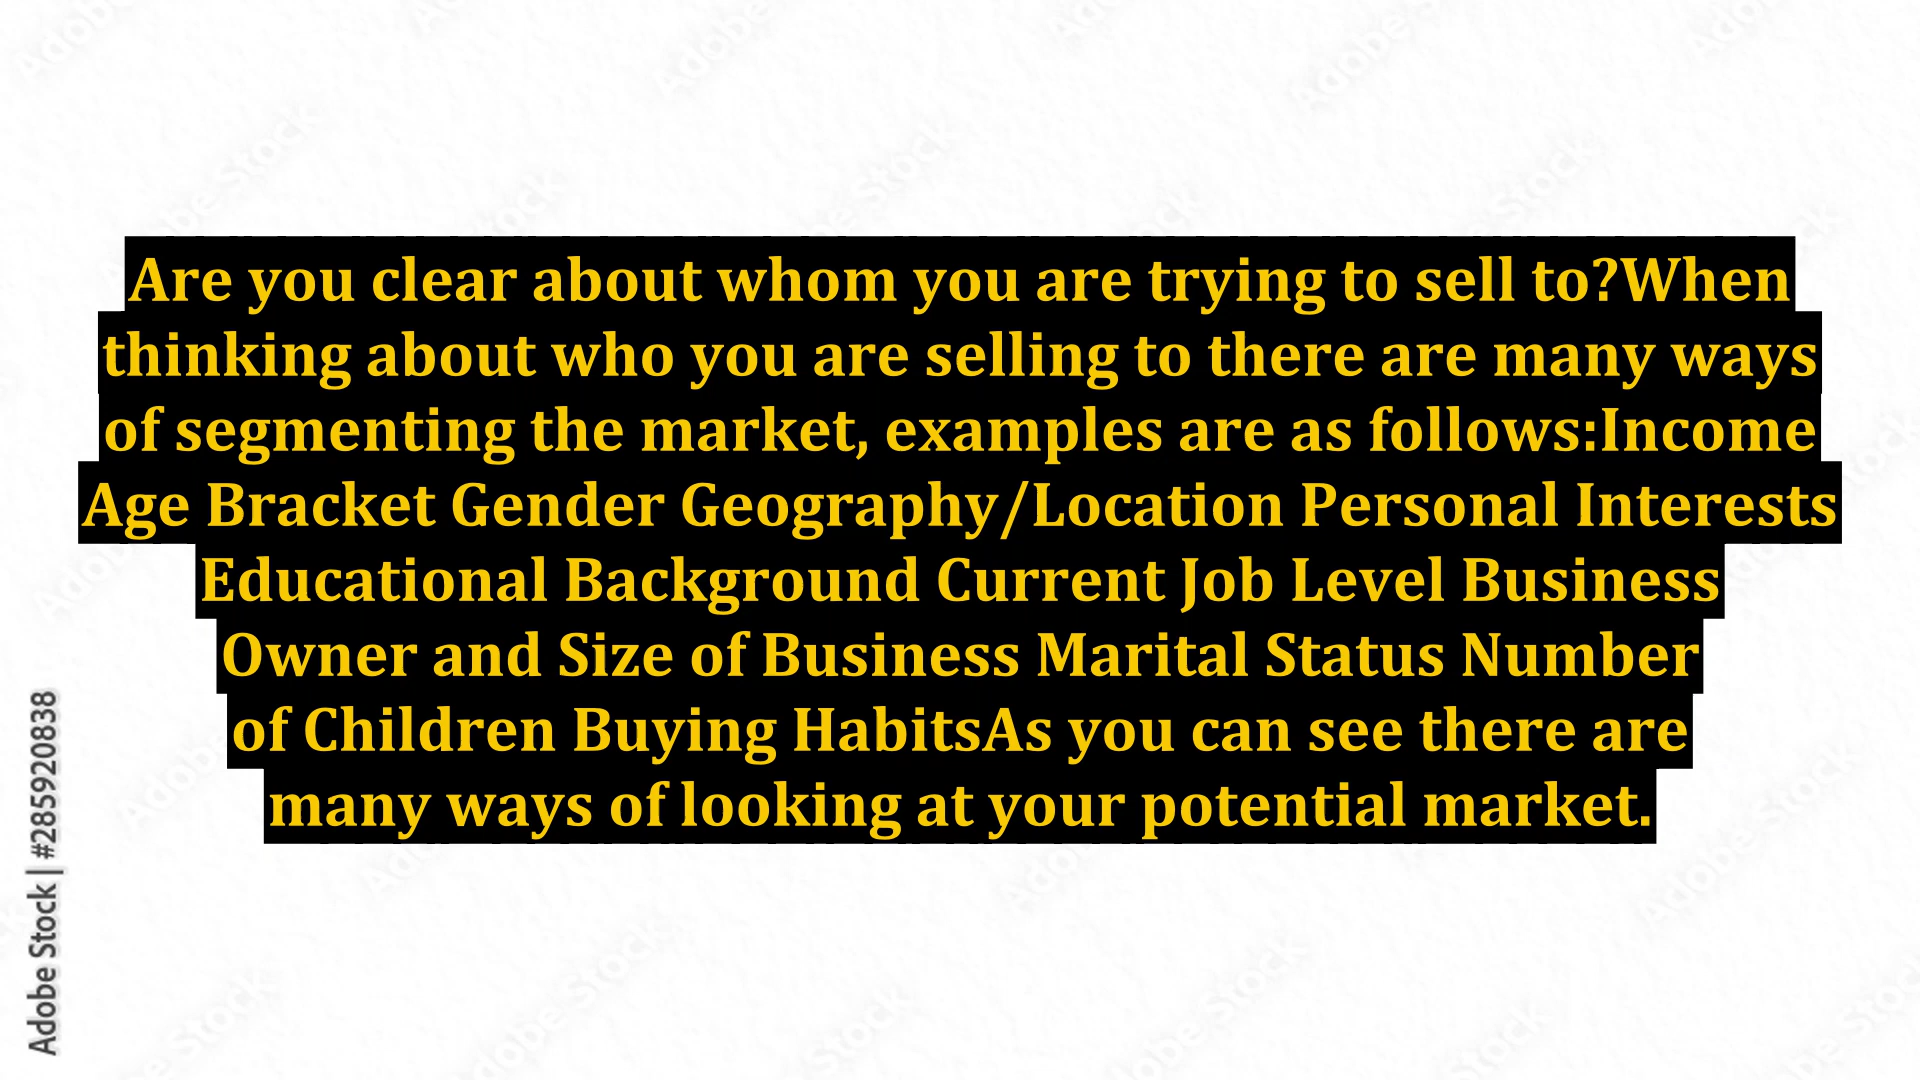 Are you clear about whom you are trying to sell to?When
thinking about who you are selling to there are many ways
of segmenting the market, examples are as follows:Income
Age Bracket Gender Geography/Location Personal Interests
Educational Background Current Job Level Business
Owner and Size of Business Marital Status Number
of Children Buying HabitsAs you can see there are
many ways of looking at your potential market.
Adobe Stock | #285920838